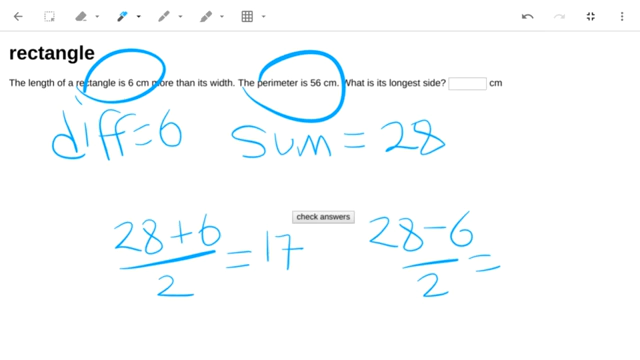 rectangle
The length of a rectangle is 6 cm more than its width. The perimeter is 56 cm. What is its longest side? cm
diff=6 sum = 28
check answers
28+6/2 = 17 28-6/2 =